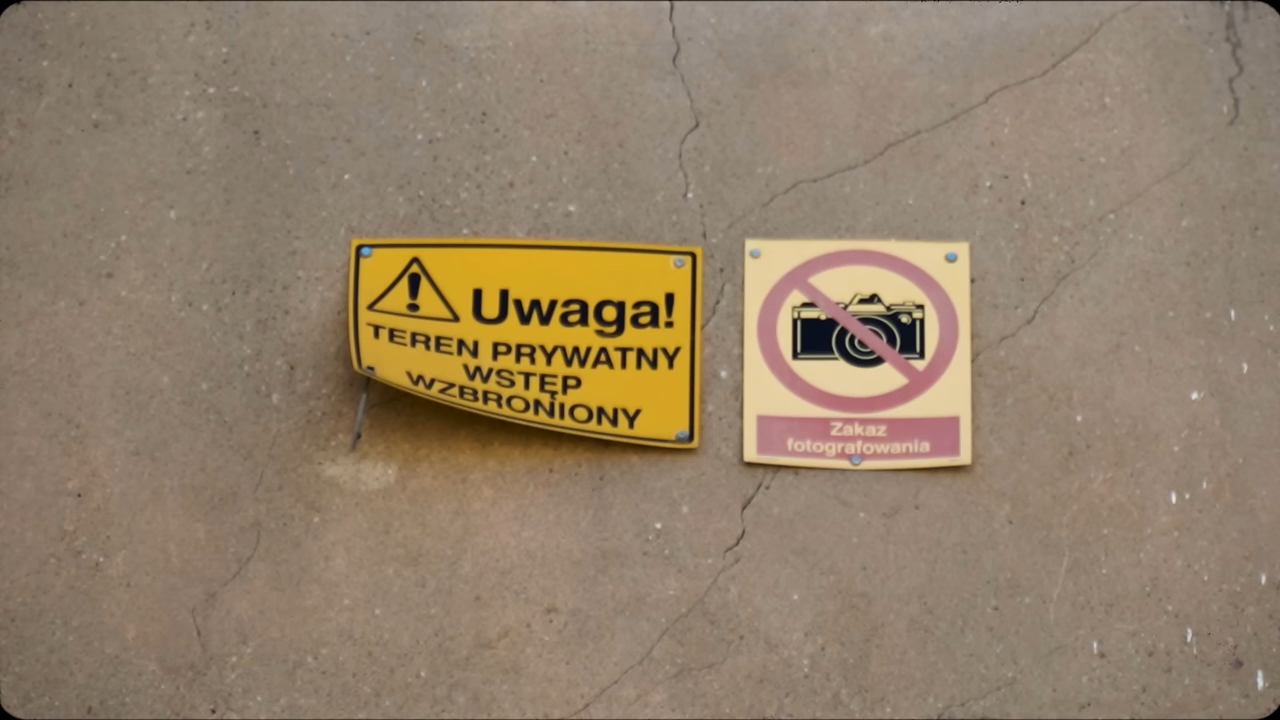 Uwaga!
TEREN PRYWATNY
WSTĘP
WZBRONIONY
Zakaz
fotografowania